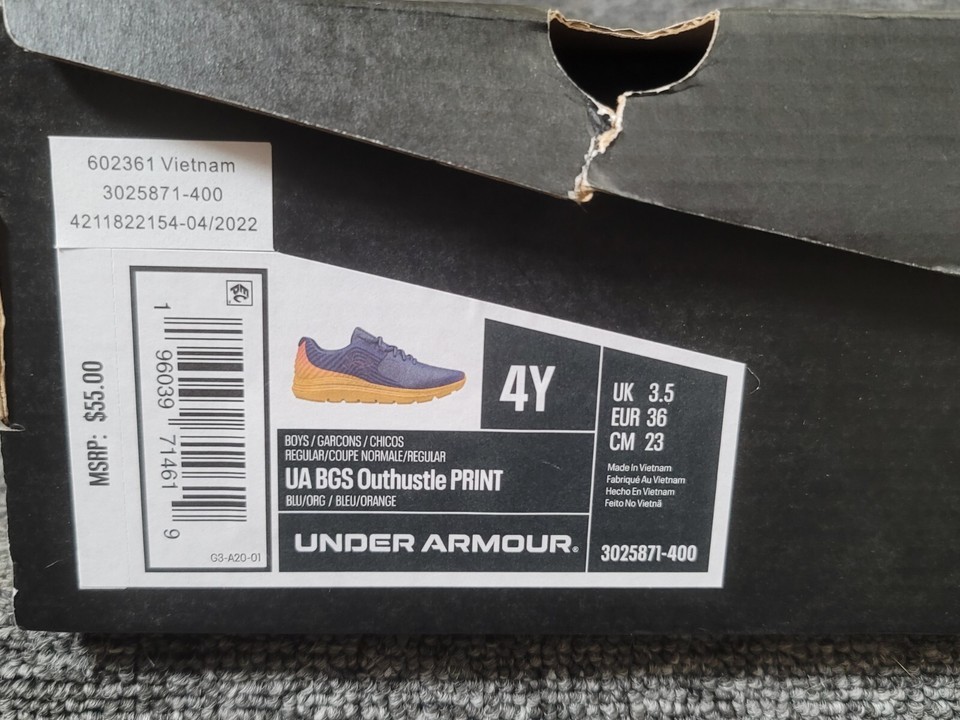 602361 Vietnam
3025871-400
4211822154-04/2022
MSRP: $55.00
1 96039 71461 9
G3-A20-01
4Y
UK 3.5
EUR 36
CM 23
Made In Vietnam
Fabriqué Au Vietnam
Hecho En Vietnam
Feito No Vietnã
3025871-400
BOYS / GARCONS / CHICOS
REGULAR/COUPE NORMALE/REGULAR
UA BGS Outhustle PRINT
BLU/ORG / BLEU/ORANGE
UNDER ARMOUR®